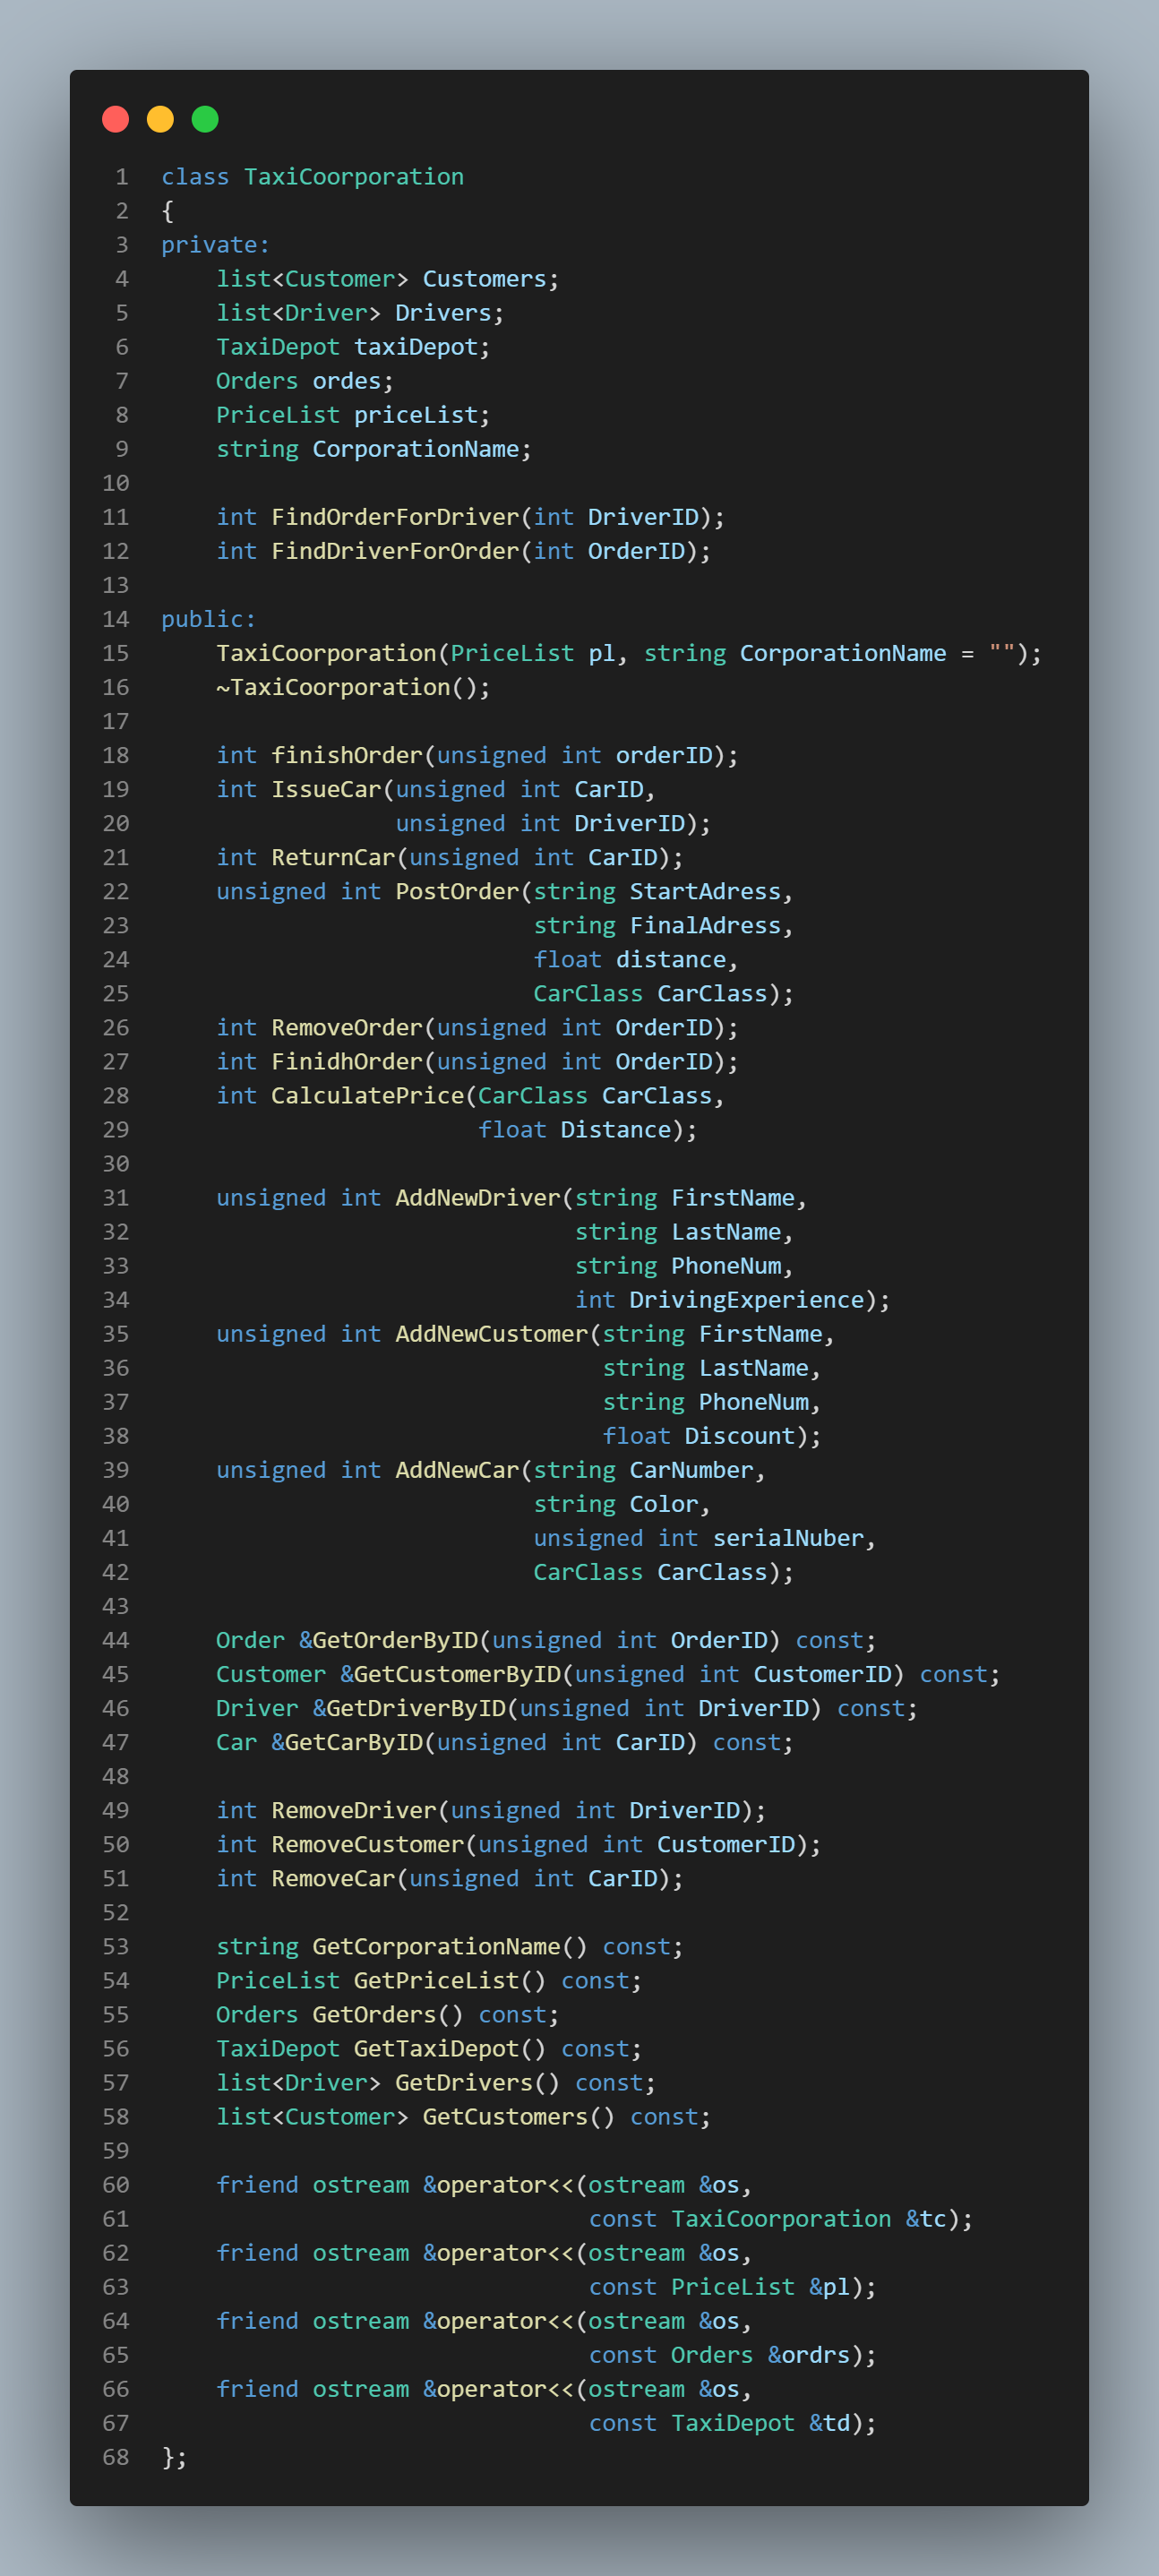 1 class TaxiCoorporation
2 {
3 private:
4     list<Customer> Customers;
5     list<Driver> Drivers;
6     TaxiDepot taxiDepot;
7     Orders ordes;
8     PriceList priceList;
9     string CorporationName;
10
11     int FindOrderForDriver(int DriverID);
12     int FindDriverForOrder(int OrderID);
13
14 public:
15     TaxiCoorporation(PriceList pl, string CorporationName = "");
16     ~TaxiCoorporation();
17
18     int finishOrder(unsigned int orderID);
19     int IssueCar(unsigned int CarID,
20                  unsigned int DriverID);
21     int ReturnCar(unsigned int CarID);
22     unsigned int PostOrder(string StartAdress,
23                            string FinalAdress,
24                            float distance,
25                            CarClass CarClass);
26     int RemoveOrder(unsigned int OrderID);
27     int FinidhOrder(unsigned int OrderID);
28     int CalculatePrice(CarClass CarClass,
29                        float Distance);
30
31     unsigned int AddNewDriver(string FirstName,
32                               string LastName,
33                               string PhoneNum,
34                               int DrivingExperience);
35     unsigned int AddNewCustomer(string FirstName,
36                                 string LastName,
37                                 string PhoneNum,
38                                 float Discount);
39     unsigned int AddNewCar(string CarNumber,
40                            string Color,
41                            unsigned int serialNuber,
42                            CarClass CarClass);
43
44     Order &GetOrderByID(unsigned int OrderID) const;
45     Customer &GetCustomerByID(unsigned int CustomerID) const;
46     Driver &GetDriverByID(unsigned int DriverID) const;
47     Car &GetCarByID(unsigned int CarID) const;
48
49     int RemoveDriver(unsigned int DriverID);
50     int RemoveCustomer(unsigned int CustomerID);
51     int RemoveCar(unsigned int CarID);
52
53     string GetCorporationName() const;
54     PriceList GetPriceList() const;
55     Orders GetOrders() const;
56     TaxiDepot GetTaxiDepot() const;
57     list<Driver> GetDrivers() const;
58     list<Customer> GetCustomers() const;
59
60     friend ostream &operator<<(ostream &os,
61                                const TaxiCoorporation &tc);
62     friend ostream &operator<<(ostream &os,
63                                const PriceList &pl);
64     friend ostream &operator<<(ostream &os,
65                                const Orders &ordrs);
66     friend ostream &operator<<(ostream &os,
67                                const TaxiDepot &td);
68 };